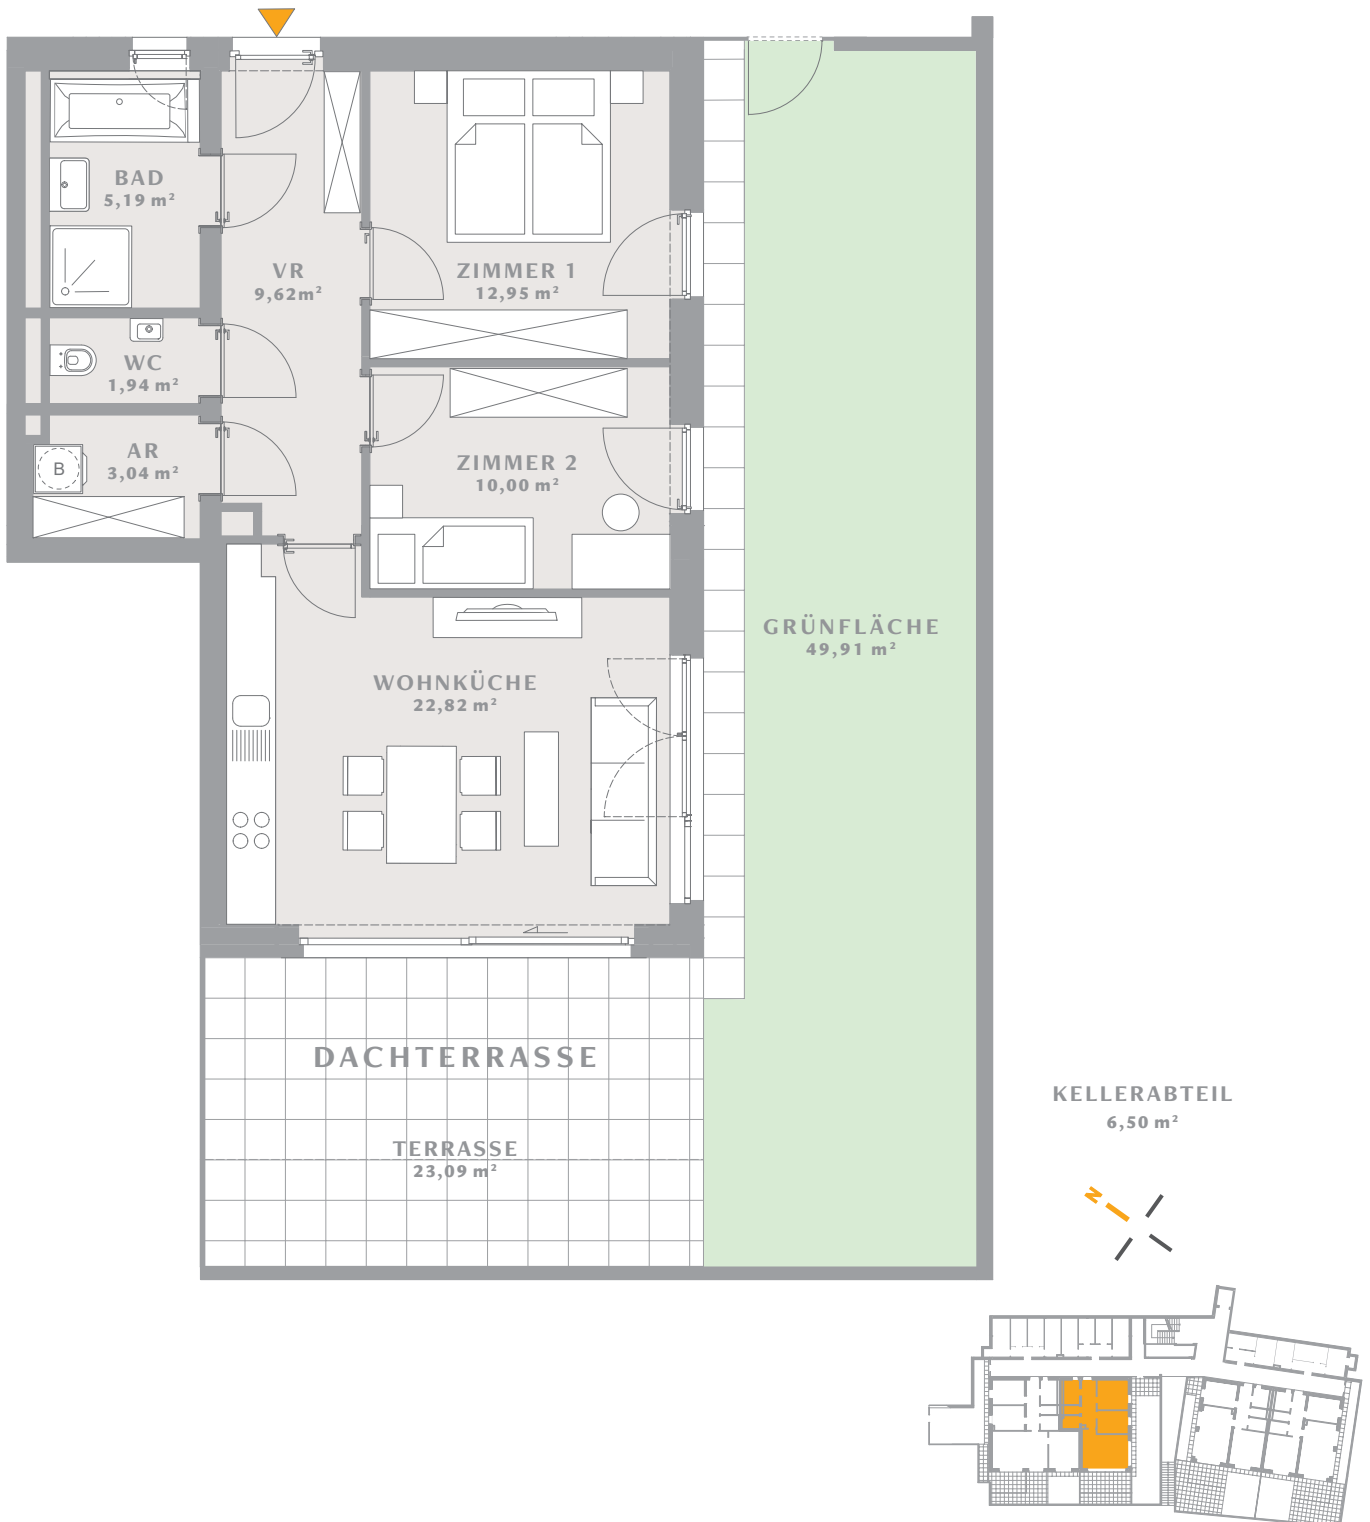 BAD
5,19 m²
VR
9,62m²
ZIMMER 1
12,95 m²
WC
1,94 m²
AR
3,04 m²
B
ZIMMER 2
10,00 m²
GRÜNFLÄCHE
49,91 m²
WOHNKÜCHE
22,82 m²
DACHTERRASSE
TERRASSE
23,09 m²
KELLERABTEIL
6,50 m²
N